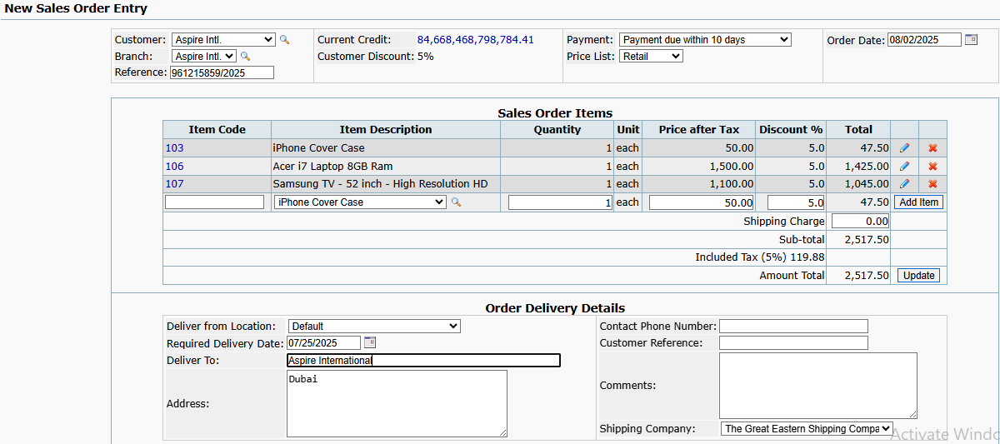 New Sales Order Entry
Customer: Aspire Intl. Current Credit: 84,668,468,798,784.41 Payment: Payment due within 10 days Order Date: 08/02/2025
Branch: Aspire Intl. Customer Discount: 5% Price List: Retail
Reference: 961215859/2025
Sales Order Items
Item Code Item Description Quantity Unit Price after Tax Discount % Total
103 iPhone Cover Case 1 each 50.00 5.0 47.50
106 Acer i7 Laptop 8GB Ram 1 each 1,500.00 5.0 1,425.00
107 Samsung TV - 52 inch - High Resolution HD 1 each 1,100.00 5.0 1,045.00
iPhone Cover Case 1 each 50.00 5.0 47.50 Add Item
Shipping Charge 0.00
Sub-total 2,517.50
Included Tax (5%) 119.88
Amount Total 2,517.50 Update
Order Delivery Details
Deliver from Location: Default Contact Phone Number:
Required Delivery Date: 07/25/2025 Customer Reference:
Deliver To: Aspire International
Address: Dubai Comments:
Shipping Company: The Great Eastern Shipping Compa
Activate Windo